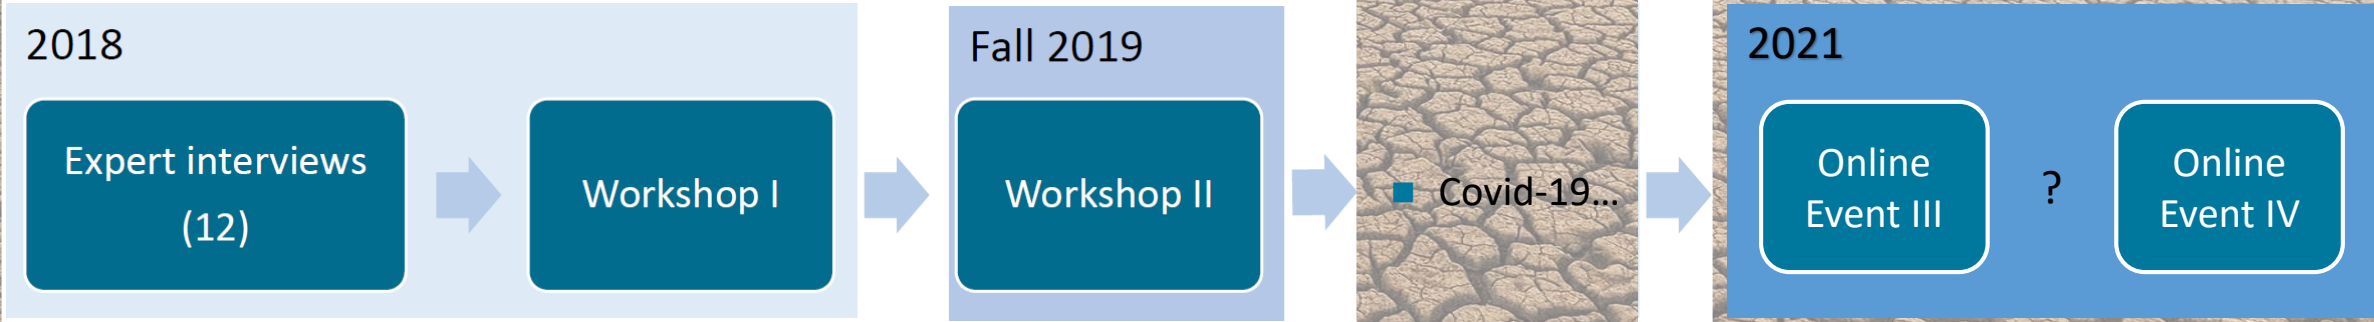 2018
Expert interviews
(12)
Workshop I
Fall 2019
Workshop II
Covid-19...
2021
Online
Event III
?
Online
Event IV